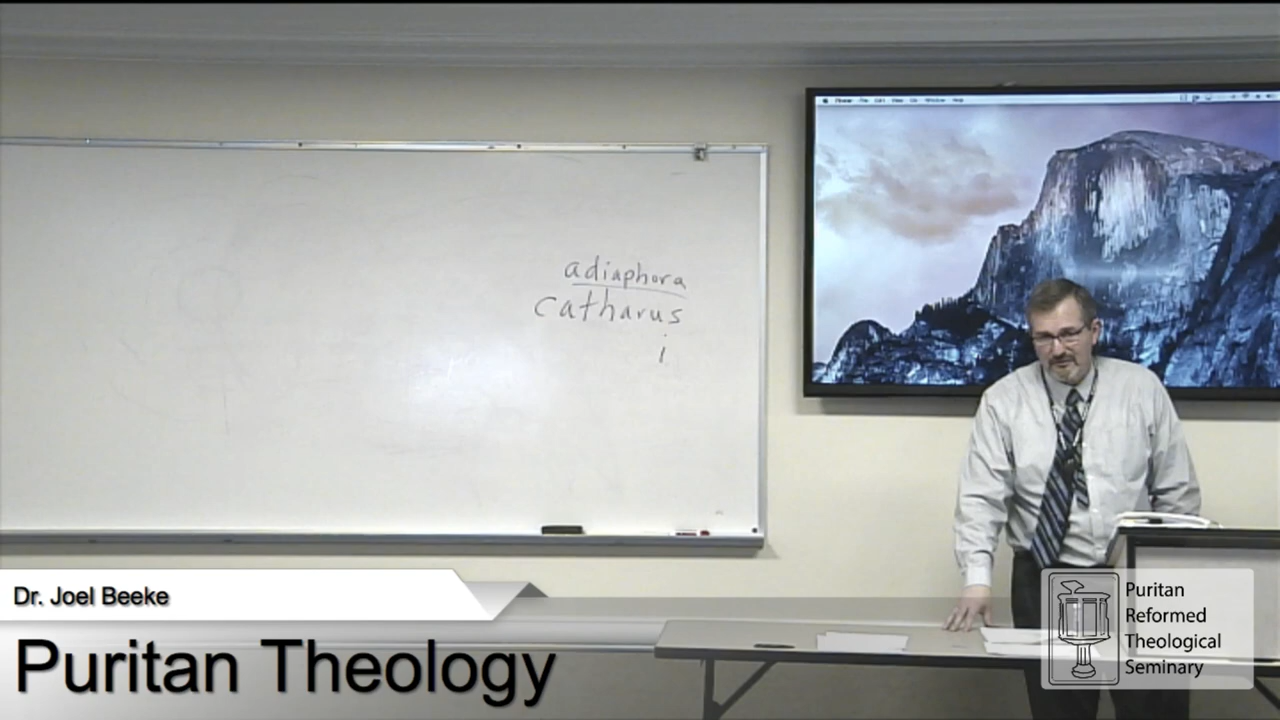 adiaphora
catharus
i
Dr. Joel Beeke
Puritan Theology
Puritan
Reformed
Theological
Seminary